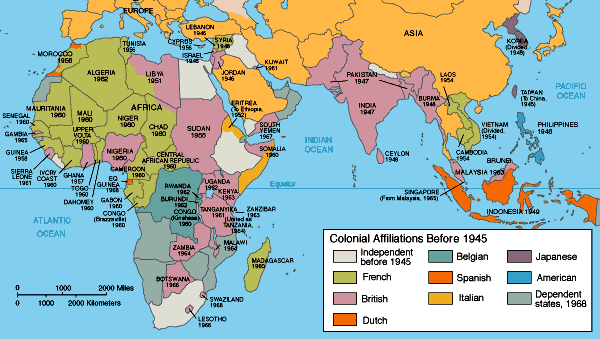 EUROPE
ASIA
AFRICA
PACIFIC
OCEAN
INDIAN
OCEAN
ATLANTIC
OCEAN
Equator
MOROCCO
1956
TUNISIA
1956
LEBANON
1946
CYPRUS
1956
SYRIA
1946
ISRAEL
1948
JORDAN
1946
KUWAIT
1961
ALGERIA
1962
LIBYA
1951
ERITREA
(To Ethiopia,
1952)
SOUTH
YEMEN
1967
SOMALIA
1960
MAURITANIA
1960
SENEGAL
1960
GAMBIA
1965
GUINEA
1958
SIERRA
LEONE
1961
IVORY
COAST
1960
MALI
1960
UPPER
VOLTA
1960
NIGER
1960
CHAD
1960
SUDAN
1956
NIGERIA
1960
GHANA
1957
TOGO
1960
DAHOMEY
1960
CENTRAL
AFRICAN REPUBLIC
1960
CAMEROON
1960
EQ.
GUINEA
1968
GABON
1960
CONGO
(Brazzaville)
1960
RWANDA
1962
BURUNDI
1962
CONGO
(Kinshasa)
1960
UGANDA
1962
KENYA
1963
TANGANYIKA
1961
(United as
TANZANIA,
1964)
ZANZIBAR
1963
MALAWI
1964
ZAMBIA
1964
BOTSWANA
1966
MADAGASCAR
1960
SWAZILAND
1968
LESOTHO
1966
PAKISTAN
1947
INDIA
1947
BURMA
1948
CEYLON
1948
LAOS
1954
VIETNAM
(Divided,
1954)
CAMBODIA
1954
KOREA
(Divided,
1945)
TAIWAN
(To China,
1945)
PHILIPPINES
1946
BRUNEI
MALAYSIA 1963
SINGAPORE
(From Malaysia, 1965)
INDONESIA 1949
0 1000 2000 Miles
0 1000 2000 Kilometers
Colonial Affiliations Before 1945
Independent
before 1945
French
British
Dutch
Belgian
Spanish
Italian
Japanese
American
Dependent
states, 1968